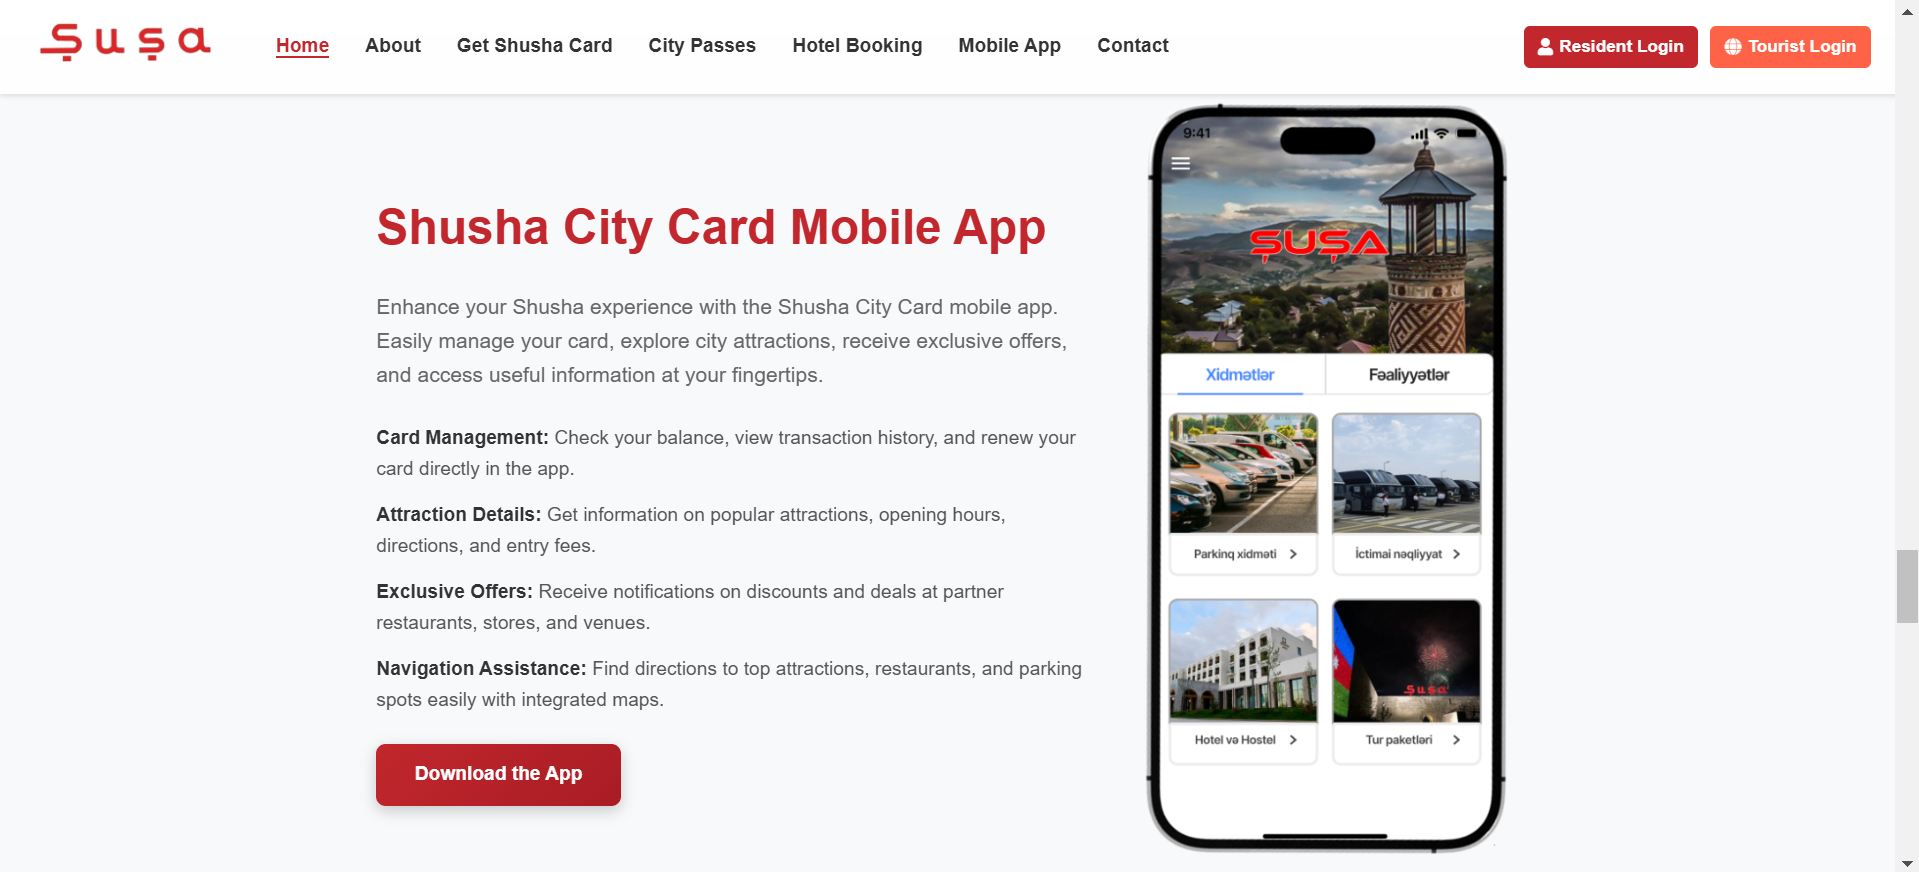 Şuşa
Home About Get Shusha Card City Passes Hotel Booking Mobile App Contact
Resident Login Tourist Login
Shusha City Card Mobile App
Enhance your Shusha experience with the Shusha City Card mobile app.
Easily manage your card, explore city attractions, receive exclusive offers,
and access useful information at your fingertips.
Card Management: Check your balance, view transaction history, and renew your
card directly in the app.
Attraction Details: Get information on popular attractions, opening hours,
directions, and entry fees.
Exclusive Offers: Receive notifications on discounts and deals at partner
restaurants, stores, and venues.
Navigation Assistance: Find directions to top attractions, restaurants, and parking
spots easily with integrated maps.
Download the App
9:41
ŞUŞA
Xidmətlər Fəaliyyətlər
Parkinq xidməti İctimai nəqliyyat
Şuşa
Hotel və Hostel Tur paketləri